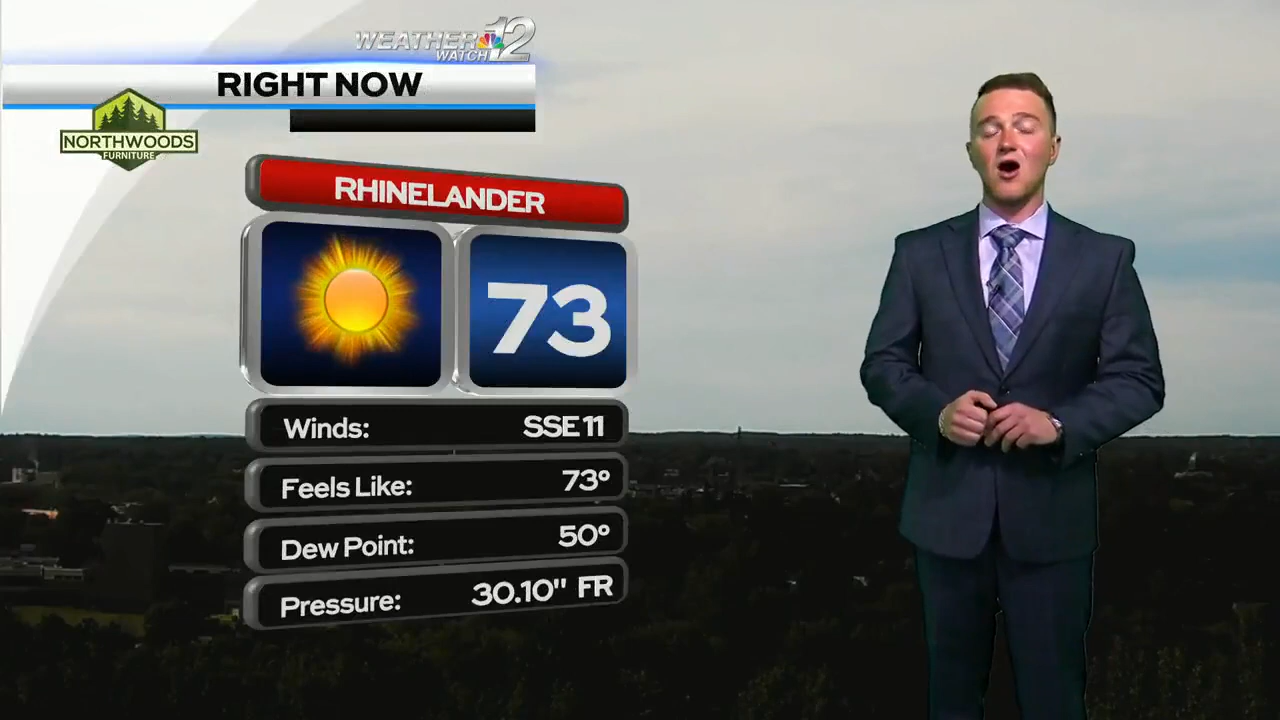 WEATHER
WATCH 12
RIGHT NOW
NORTHWOODS
FURNITURE
RHINELANDER
73
Winds: SSE 11
Feels Like: 73°
Dew Point: 50°
Pressure: 30.10" FR